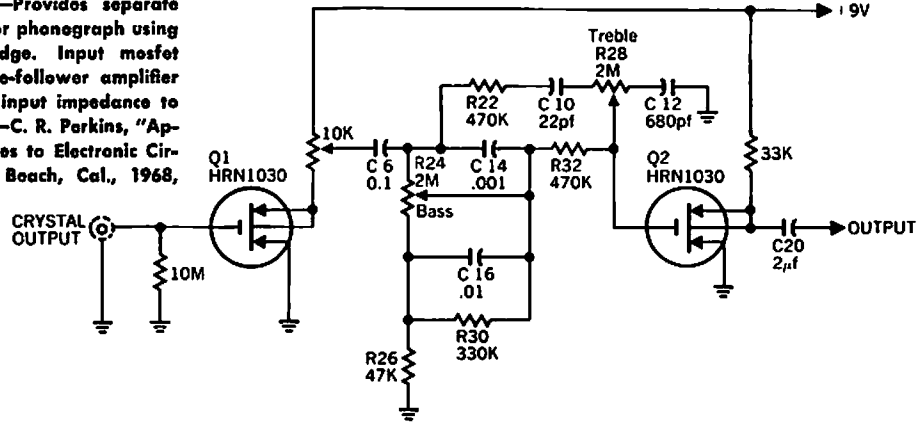 —Provides separate
or phonograph using
dge. Input mosfet
e-follower amplifier
input impedance to
—C. R. Perkins, "Ap-
es to Electronic Cir-
Beach, Cal., 1968,
+9V
Treble
R28
2M
R22
470K
C 10
22pf
C 12
680pf
10K
C 6
0.1
R24
2M
Bass
C 14
.001
R32
470K
33K
Q1
HRN1030
Q2
HRN1030
CRYSTAL
OUTPUT
10M
C 16
.01
R30
330K
R26
47K
C20
2µf
OUTPUT